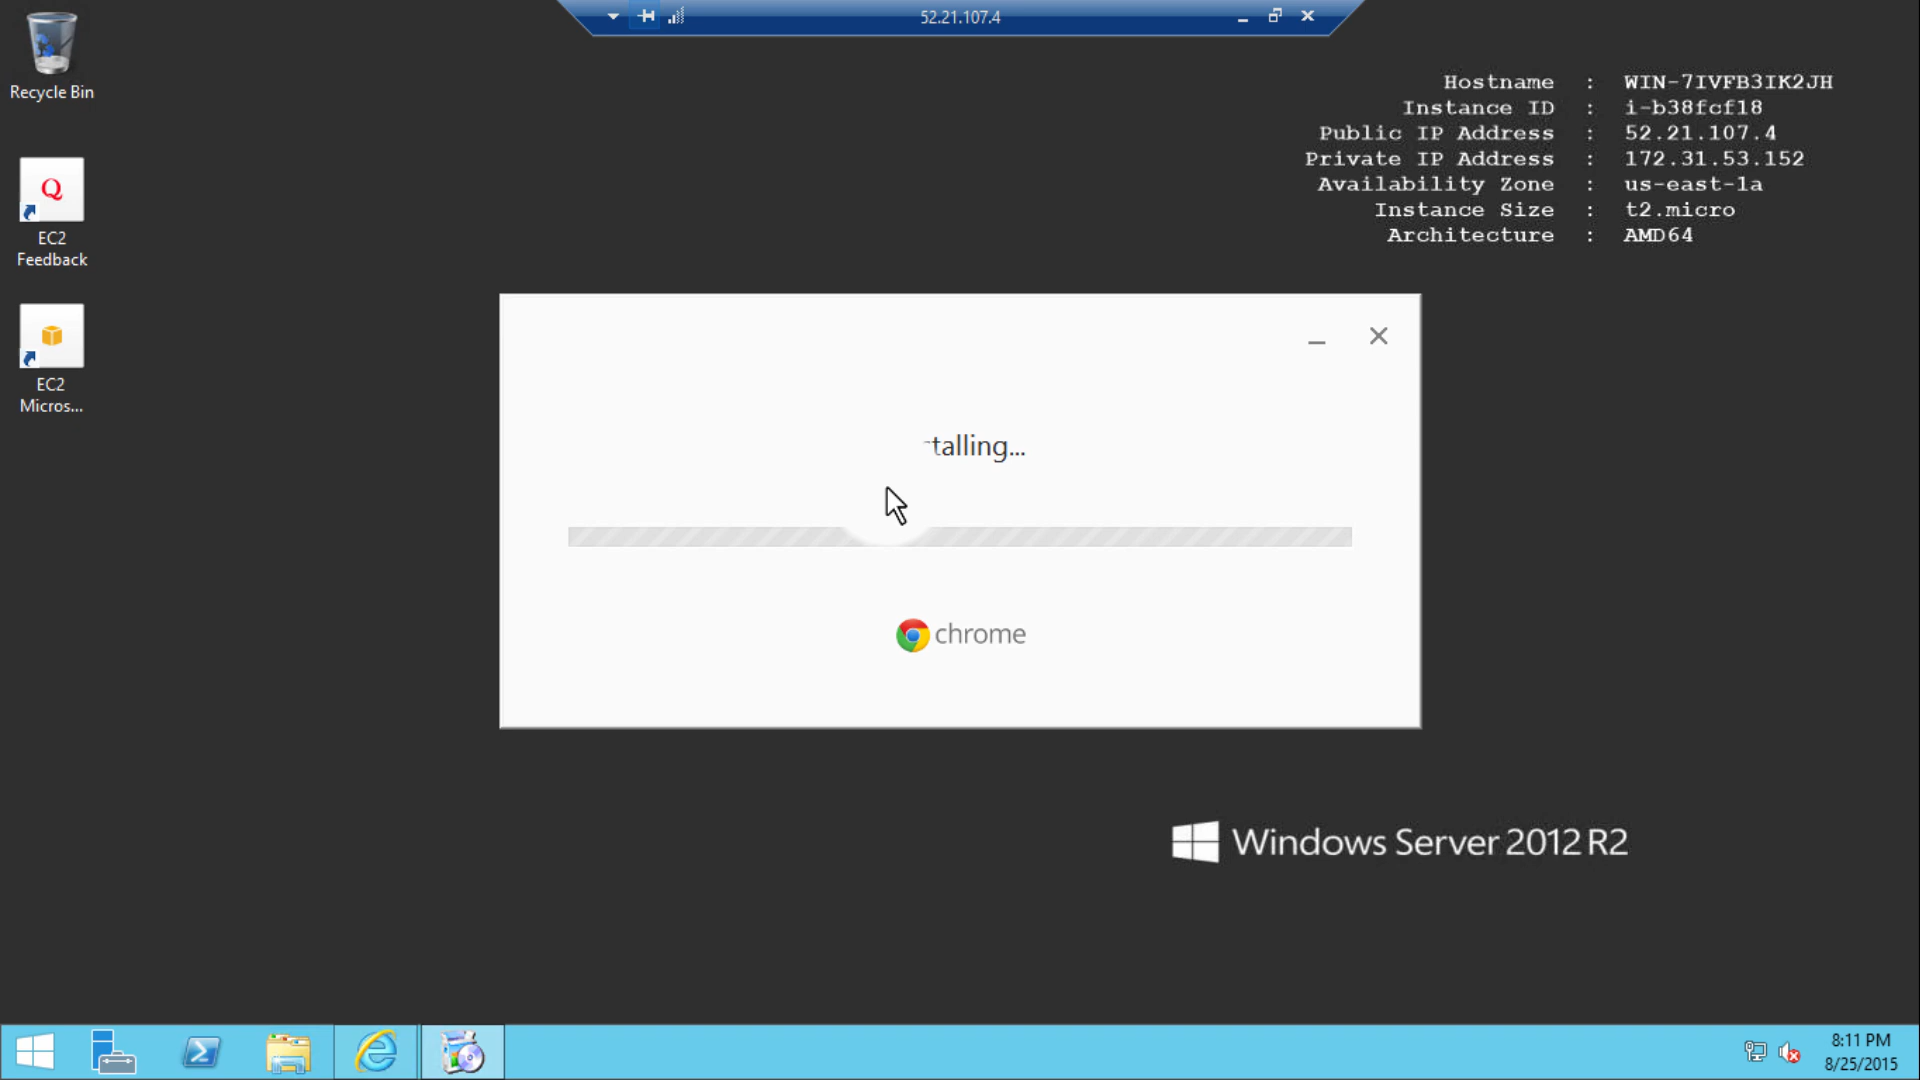 52.21.107.4
Recycle Bin
Hostname : WIN-7IVFB3IK2JH
Instance ID : i-b38fcf18
Public IP Address : 52.21.107.4
Private IP Address : 172.31.53.152
Availability Zone : us-east-1a
Instance Size : t2.micro
Architecture : AMD64
Q
EC2
Feedback
EC2
Micros...
talling...
chrome
Windows Server 2012 R2
8:11 PM
8/25/2015